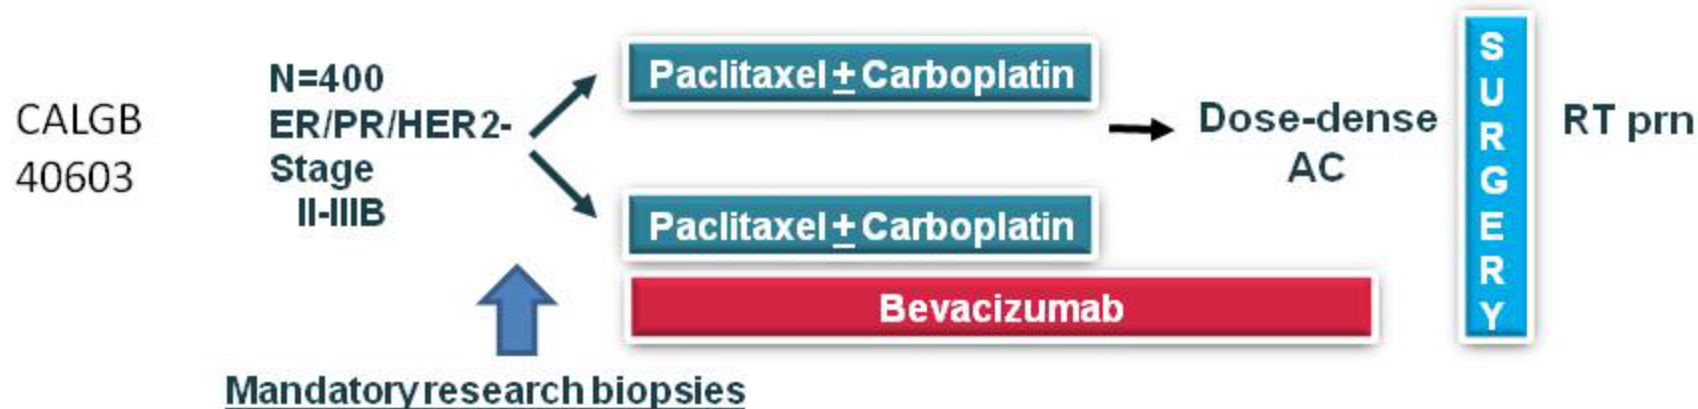 CALGB
40603
N=400
ER/PR/HER2-
Stage
II-IIIB
Paclitaxel ± Carboplatin
Paclitaxel ± Carboplatin
Bevacizumab
Dose-dense
AC
SURGERY
RT prn
Mandatory research biopsies